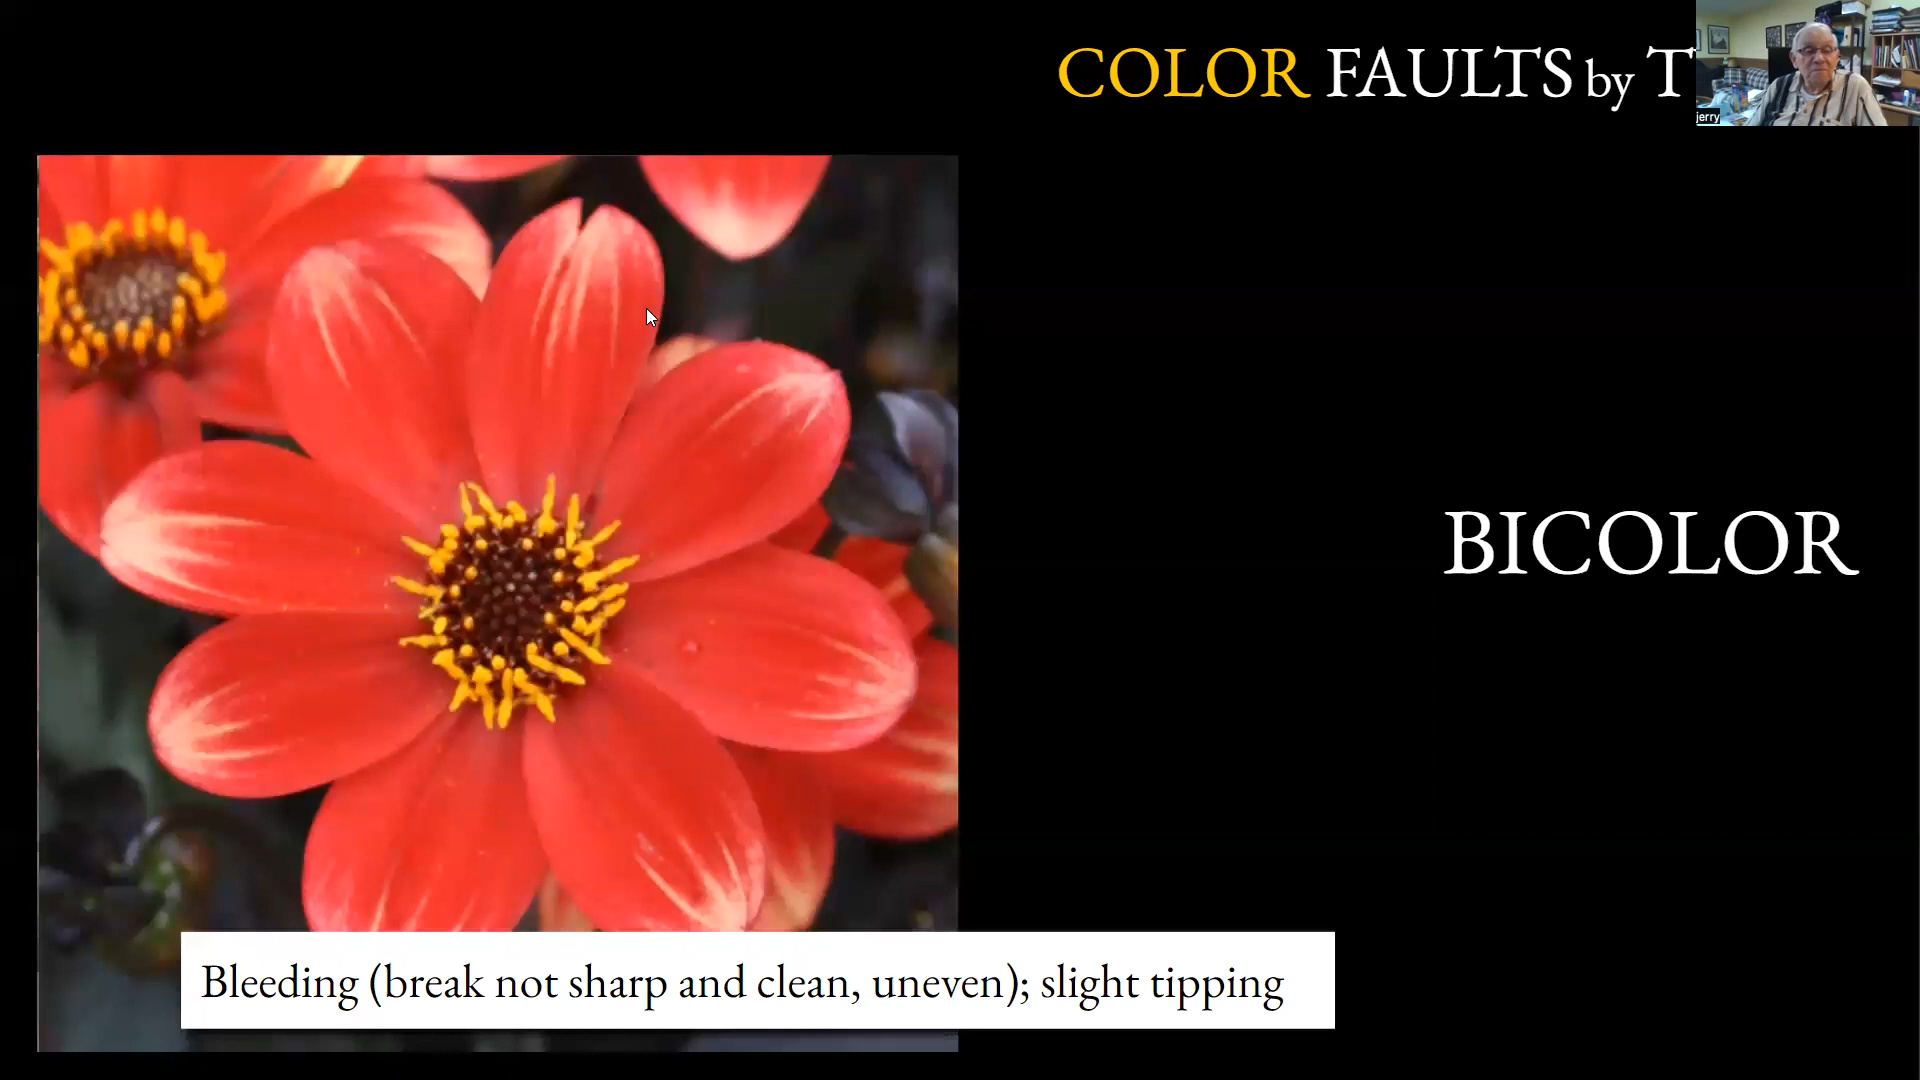 COLOR FAULTS by T
jerry
BICOLOR
Bleeding (break not sharp and clean, uneven); slight tipping